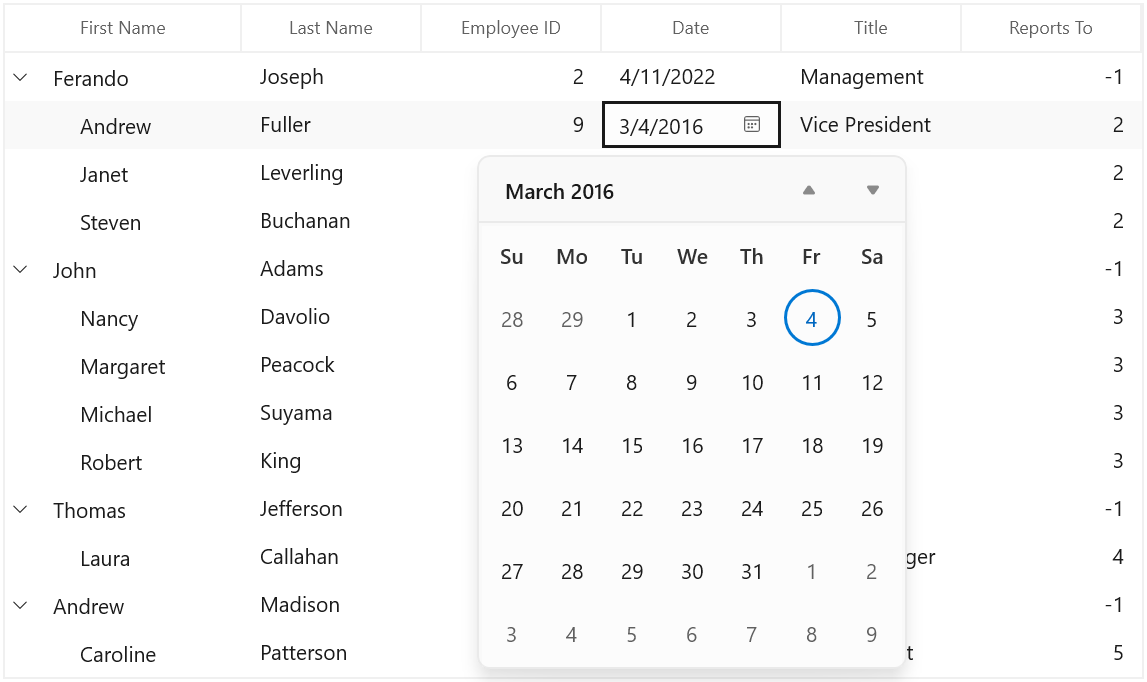 First Name Last Name Employee ID Date Title Reports To
Ferando Joseph 2 4/11/2022 Management -1
Andrew Fuller 9 3/4/2016 Vice President 2
Janet Leverling 2
Steven Buchanan 2
John Adams -1
Nancy Davolio 3
Margaret Peacock 3
Michael Suyama 3
Robert King 3
Thomas Jefferson -1
Laura Callahan ger 4
Andrew Madison -1
Caroline Patterson t 5
March 2016
Su Mo Tu We Th Fr Sa
28 29 1 2 3 4 5
6 7 8 9 10 11 12
13 14 15 16 17 18 19
20 21 22 23 24 25 26
27 28 29 30 31 1 2
3 4 5 6 7 8 9